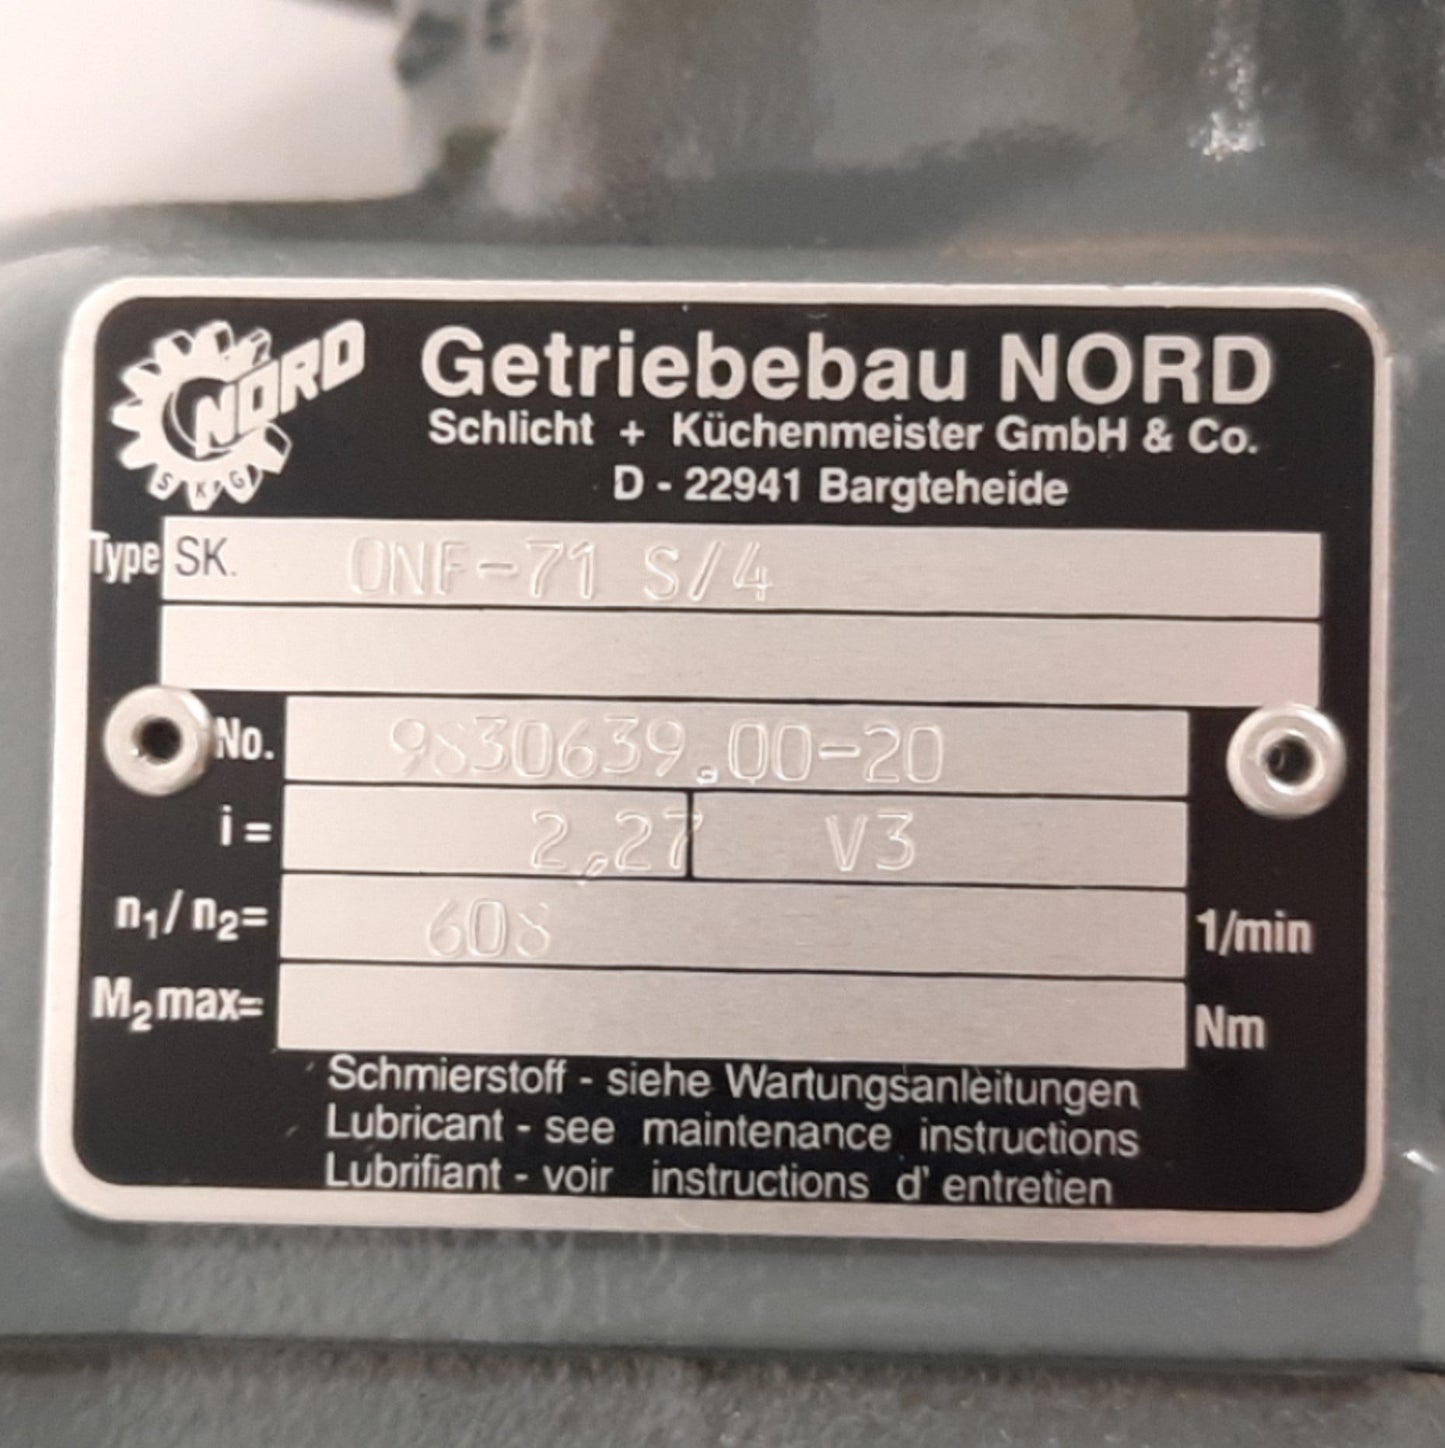 NORD
SK+G
Getriebebau NORD
Schlicht + Küchenmeister GmbH & Co.
D - 22941 Bargteheide
Type SK. 0NF-71 S/4
No. 9830639.00-20
i = 2,27 V3
n1/ n2= 608 1/min
M2max= Nm
Schmierstoff - siehe Wartungsanleitungen
Lubricant - see maintenance instructions
Lubrifiant - voir instructions d' entretien